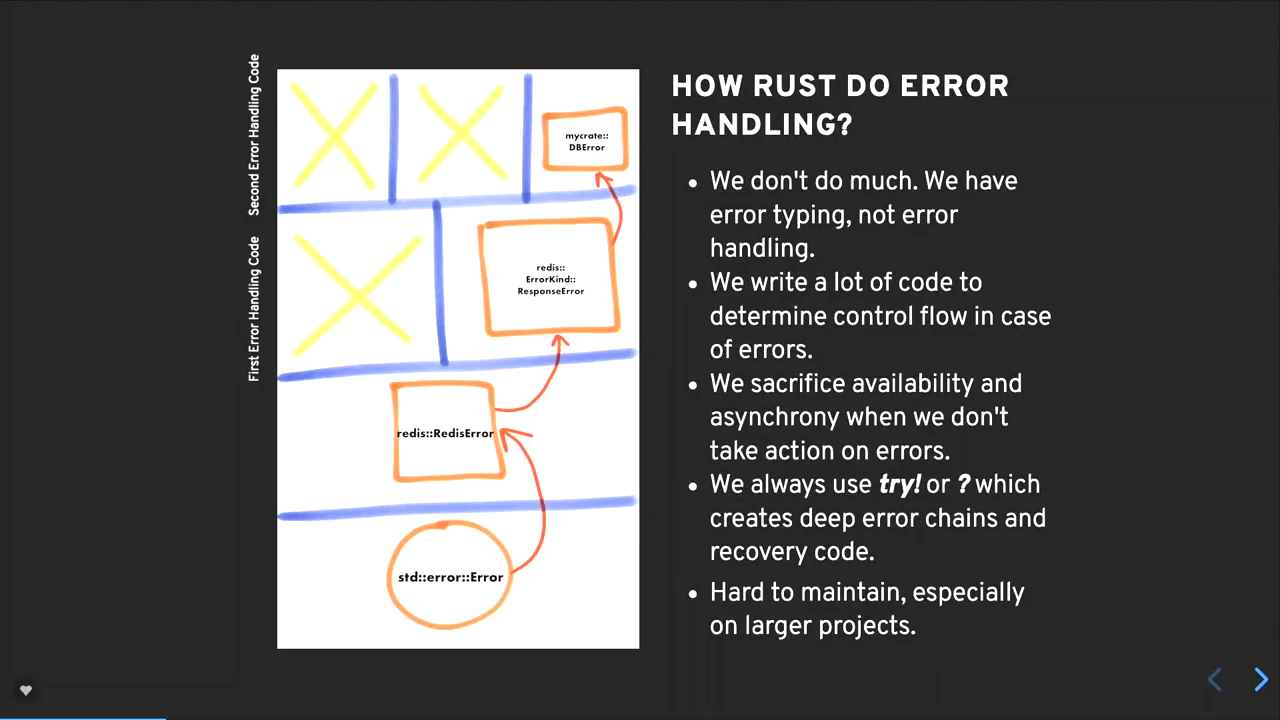 HOW RUST DO ERROR
HANDLING?
We don't do much. We have
error typing, not error
handling.
We write a lot of code to
determine control flow in case
of errors.
We sacrifice availability and
asynchrony when we don't
take action on errors.
We always use try! or ? which
creates deep error chains and
recovery code.
Hard to maintain, especially
on larger projects.
Second Error Handling Code
First Error Handling Code
mycrate::
DBError
redis::
ErrorKind::
ResponseError
redis::RedisError
std::error::Error